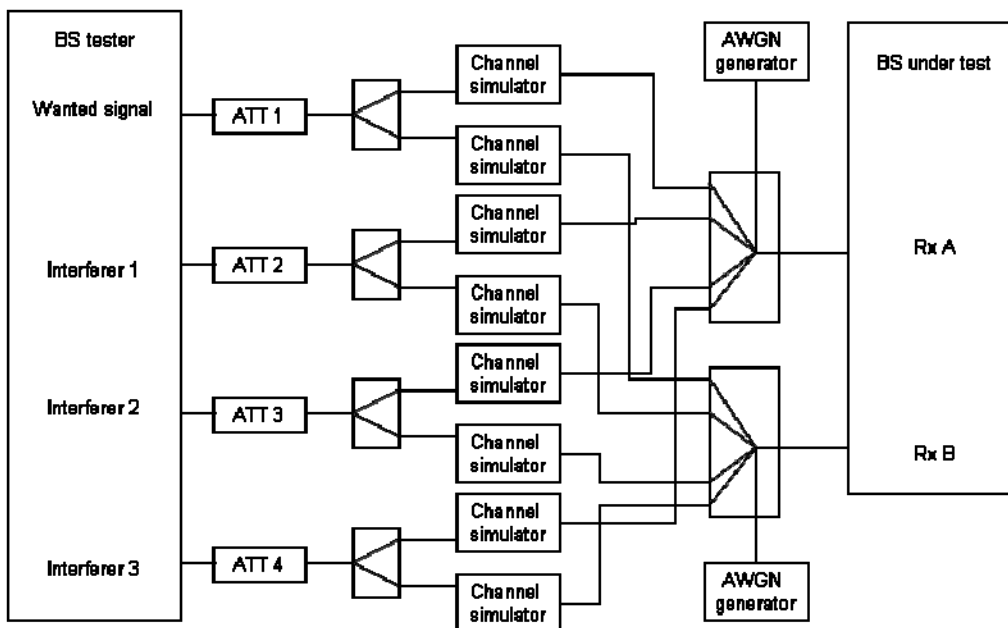 BS tester
Wanted signal
Interferer 1
Interferer 2
Interferer 3
ATT 1
ATT 2
ATT 3
ATT 4
Channel
simulator
Channel
simulator
Channel
simulator
Channel
simulator
Channel
simulator
Channel
simulator
Channel
simulator
Channel
simulator
AWGN
generator
AWGN
generator
BS under test
Rx A
Rx B